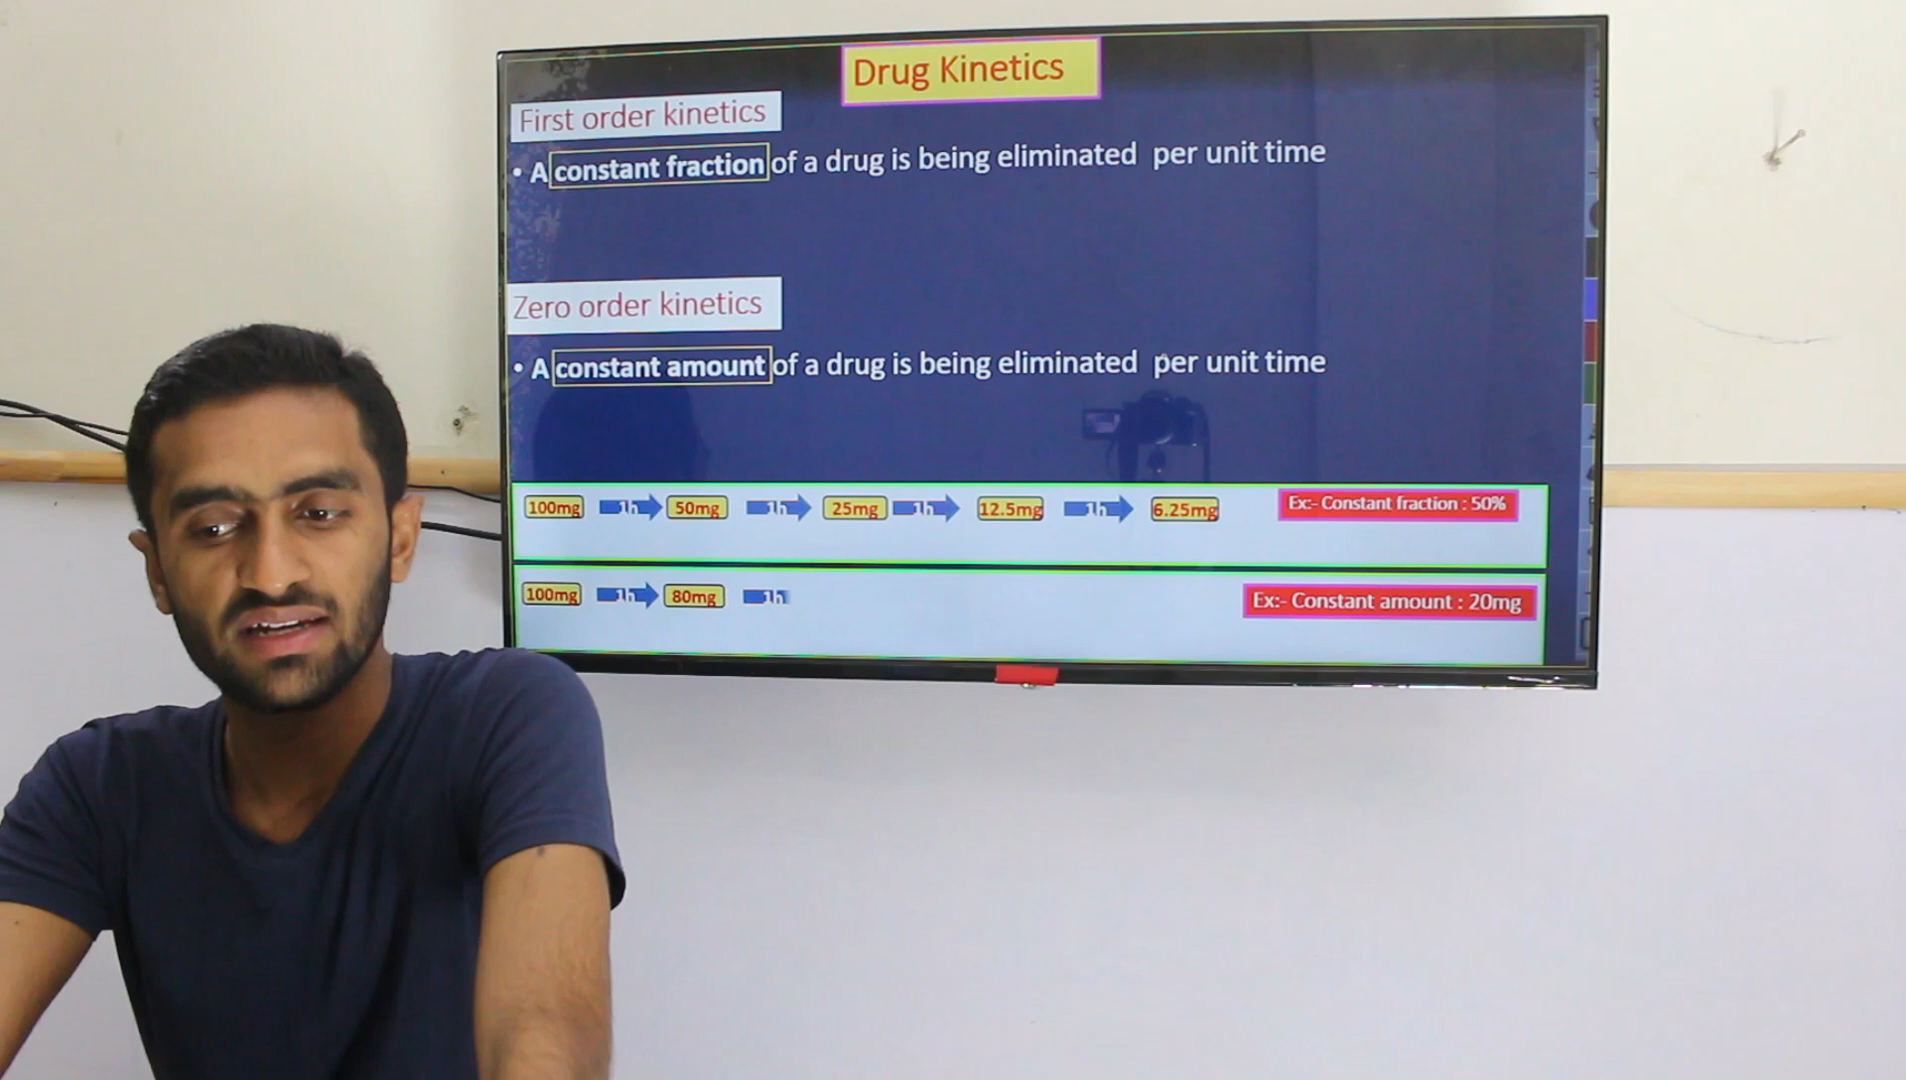 Drug Kinetics
First order kinetics
• A constant fraction of a drug is being eliminated per unit time
Zero order kinetics
• A constant amount of a drug is being eliminated per unit time
100mg 1h 50mg 1h 25mg 1h 12.5mg 1h 6.25mg Ex:- Constant fraction : 50%
100mg 1h 80mg 1h Ex:- Constant amount : 20mg